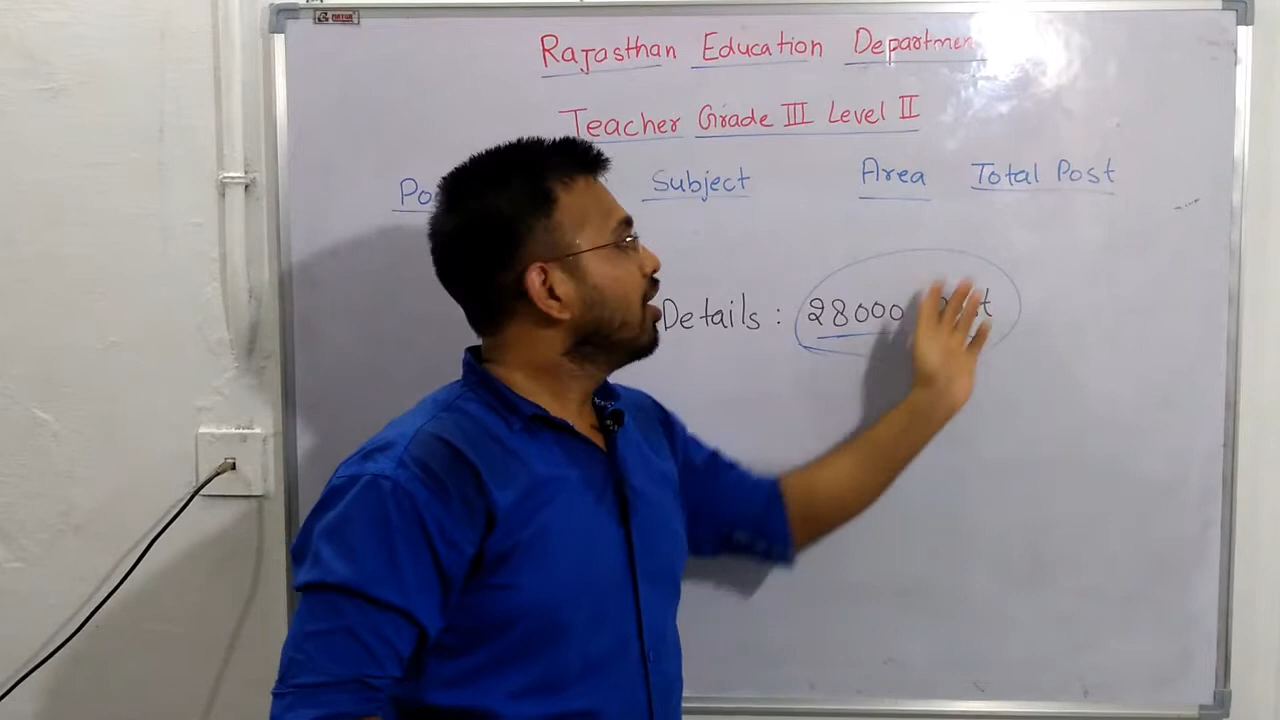 Rajasthan Education Departmen
Teacher Grade III Level II
Po Subject Area Total Post
Details : 28000